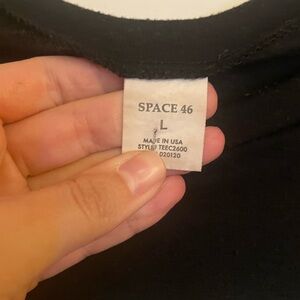 SPACE 46
L
MADE IN USA
STYLE# TEEC2600
020120